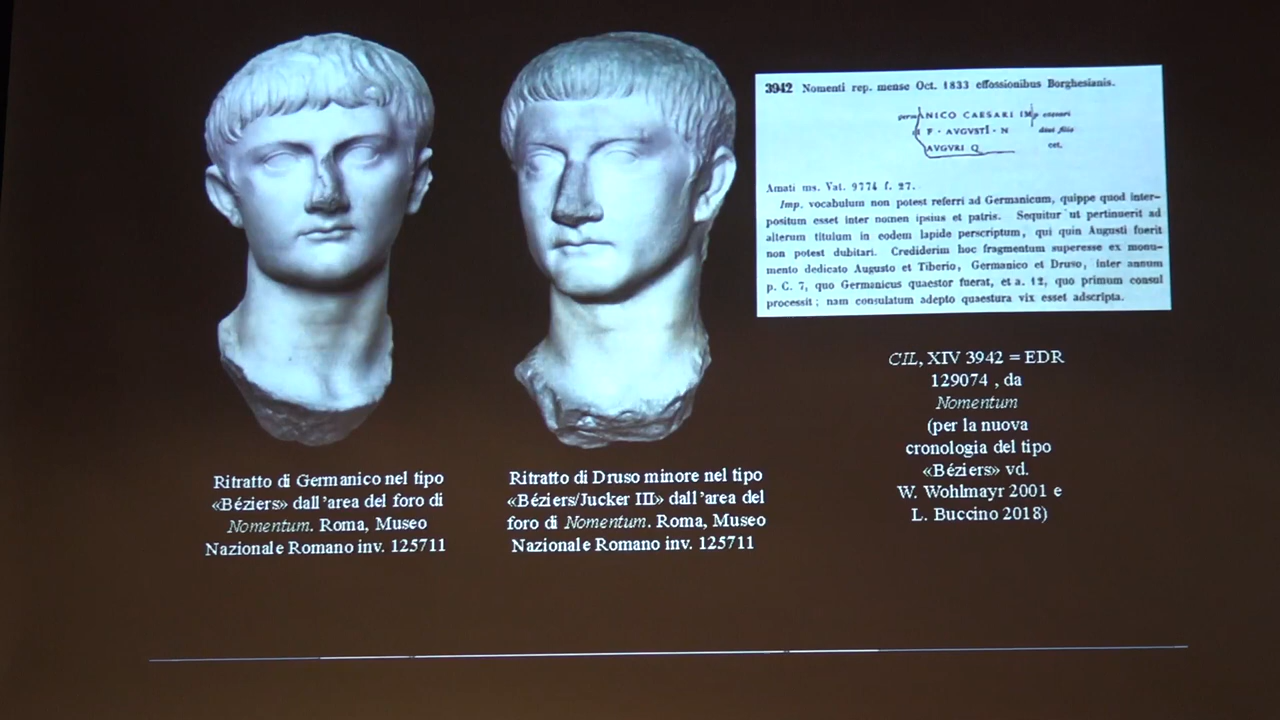 3942 Nomenti rep. mense Oct. 1833 effossionibus Borghesianis.
germANICO CAESARI IMp caesari
F · AVGVSTI · N divi filio
AVGVRI Q cet.
Amati ms. Vat. 9774 f. 27.
Imp. vocabulum non potest referri ad Germanicum, quippe quod inter-
positum esset inter nomen ipsius et patris. Sequitur ut pertinuerit ad
alterum titulum in eodem lapide perscriptum, qui quin Augusti fuerit
non potest dubitari. Crediderim hoc fragmentum superesse ex monu-
mento dedicato Augusto et Tiberio, Germanico et Druso, inter annum
p. C. 7, quo Germanicus quaestor fuerat, et a. 12, quo primum consul
processit; nam consulatum adepto quaestura vix esset adscripta.
CIL, XIV 3942 = EDR
129074 , da
Nomentum
(per la nuova
cronologia del tipo
«Béziers» vd.
W. Wohlmayr 2001 e
L. Buccino 2018)
Ritratto di Germanico nel tipo
«Béziers» dall'area del foro di
Nomentum. Roma, Museo
Nazionale Romano inv. 125711
Ritratto di Druso minore nel tipo
«Béziers/Jucker III» dall'area del
foro di Nomentum. Roma, Museo
Nazionale Romano inv. 125711